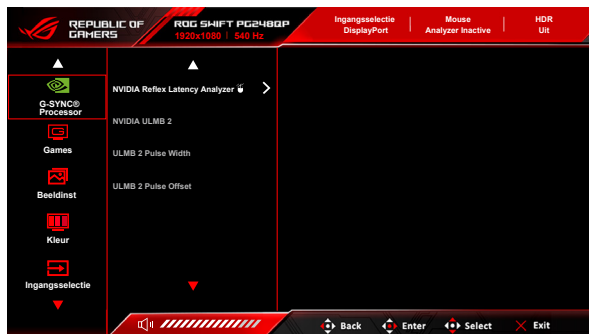 REPUBLIC OF
GAMERS
ROG SWIFT PG248QP
1920x1080 | 540 Hz
Ingangsselectie
DisplayPort
Mouse
Analyzer Inactive
HDR
Uit
G-SYNC®
Processor
Games
Beeldinst
Kleur
Ingangsselectie
NVIDIA Reflex Latency Analyzer
NVIDIA ULMB 2
ULMB 2 Pulse Width
ULMB 2 Pulse Offset
Back
Enter
Select
Exit